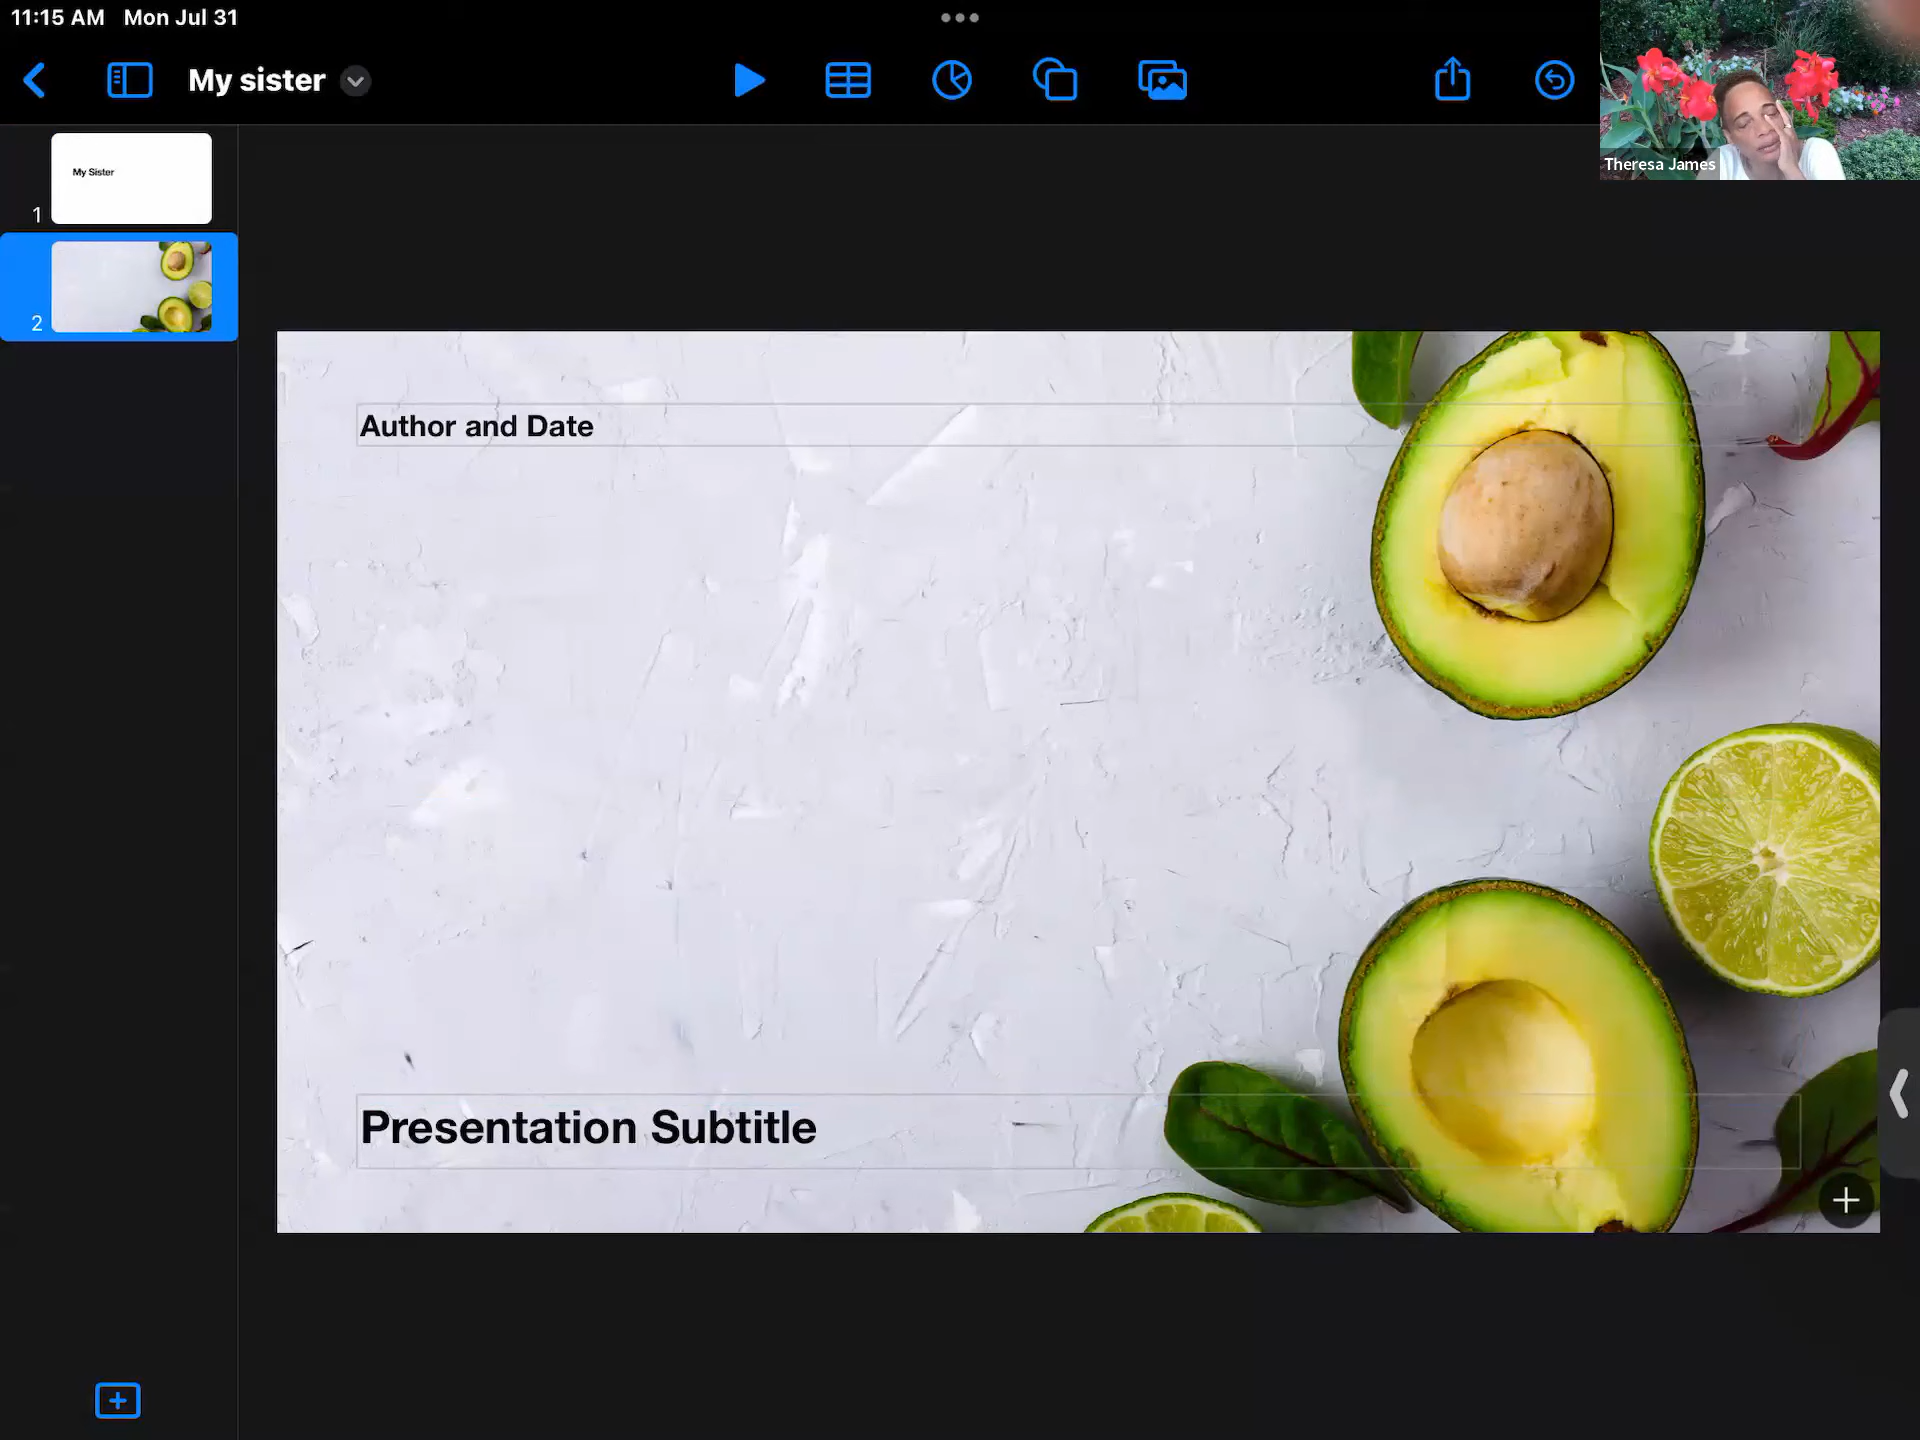 11:15 AM Mon Jul 31
My sister
Theresa James
1
My Sister
2
Author and Date
Presentation Subtitle